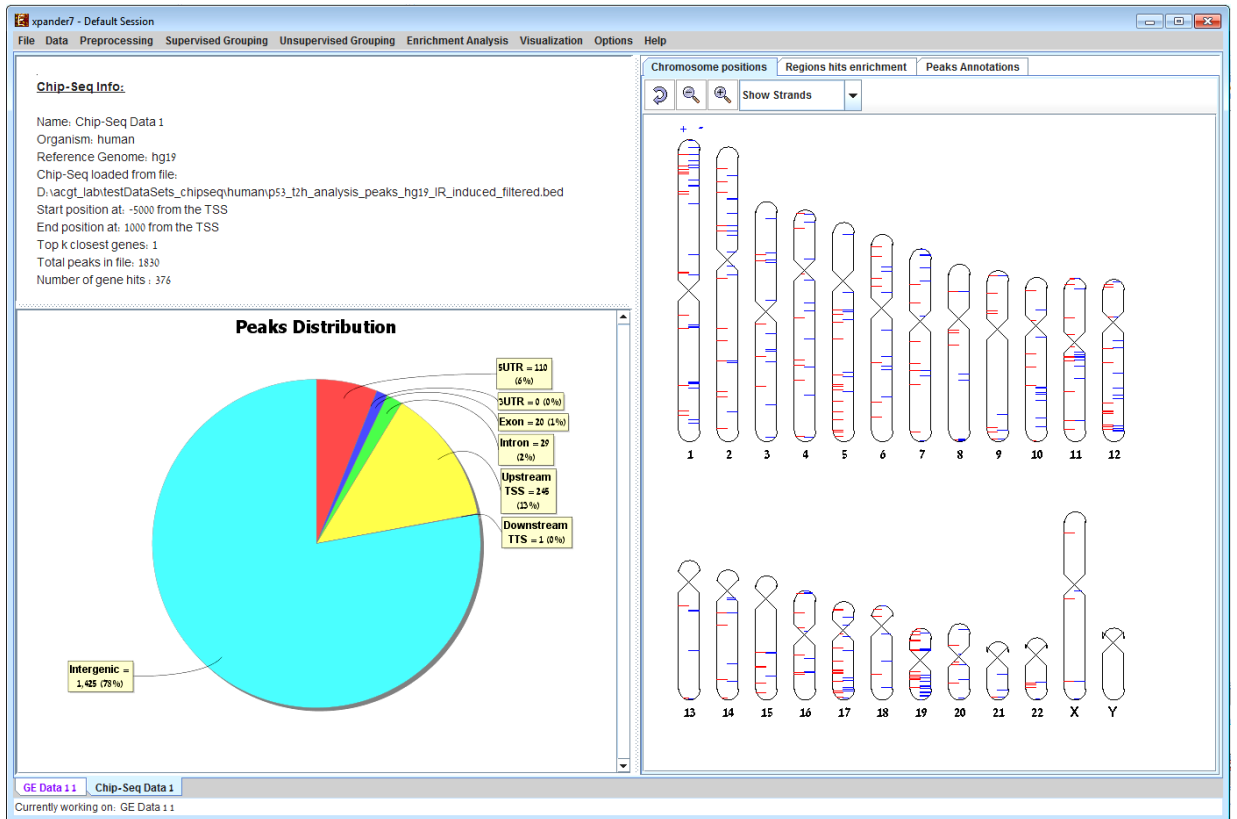 xpander7 - Default Session
File Data Preprocessing Supervised Grouping Unsupervised Grouping Enrichment Analysis Visualization Options Help
Chip-Seq Info:
Name: Chip-Seq Data 1
Organism: human
Reference Genome: hg19
Chip-Seq loaded from file:
D:\acgt_lab\testDataSets_chipseq\human\p53_t2h_analysis_peaks_hg19_IR_induced_filtered.bed
Start position at: -5000 from the TSS
End position at: 1000 from the TSS
Top k closest genes: 1
Total peaks in file: 1830
Number of gene hits : 376
Peaks Distribution
5UTR = 110
(6%)
3UTR = 0 (0%)
Exon = 20 (1%)
Intron = 29
(2%)
Upstream
TSS = 245
(13%)
Downstream
TTS = 1 (0%)
Intergenic =
1,425 (78%)
Chromosome positions Regions hits enrichment Peaks Annotations
Show Strands
+ -
1 2 3 4 5 6 7 8 9 10 11 12
13 14 15 16 17 18 19 20 21 22 X Y
GE Data 1 1 Chip-Seq Data 1
Currently working on: GE Data 1 1